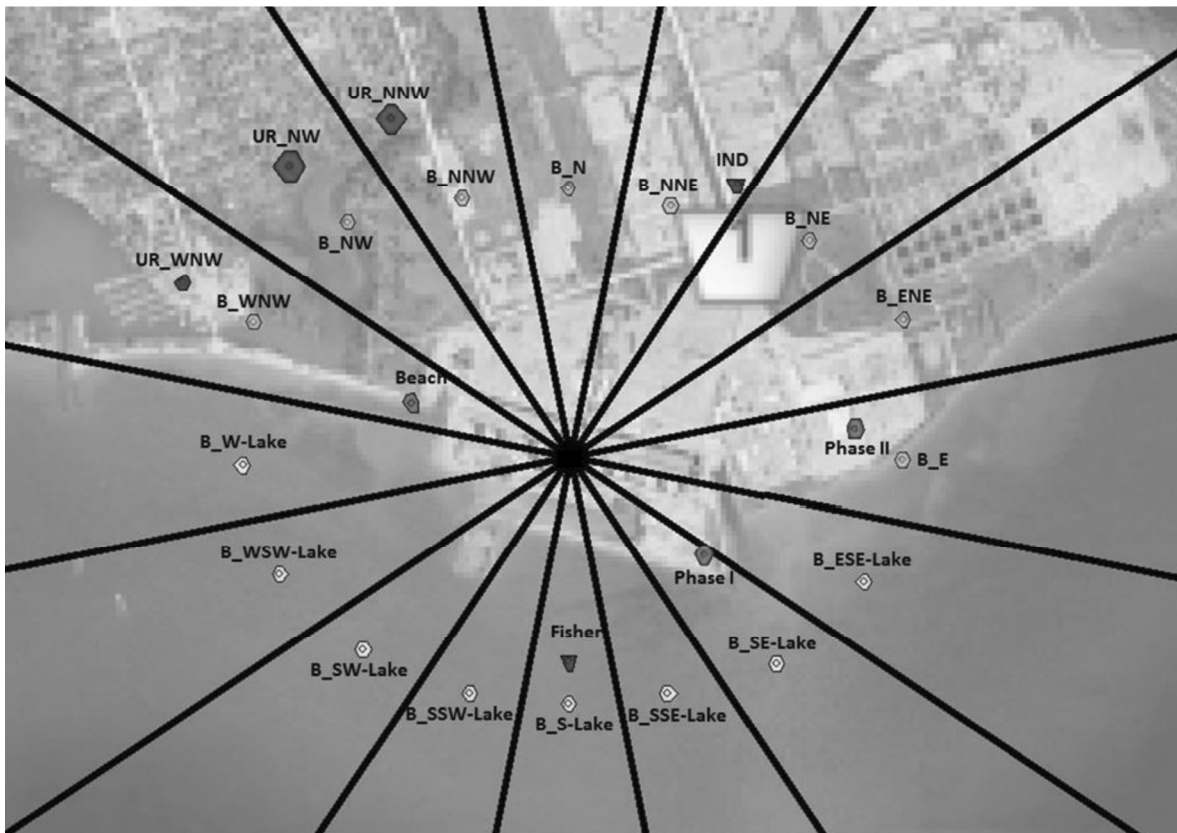 UR_NNW
UR_NW
IND
B_N
B_NNW
B_NNE
B_NE
B_NW
UR_WNW
B_WNW
B_ENE
Beach
B_W-Lake
Phase II
B_E
B_WSW-Lake
Phase I
B_ESE-Lake
Fisher
B_SE-Lake
B_SW-Lake
B_SSW-Lake
B_S-Lake
B_SSE-Lake